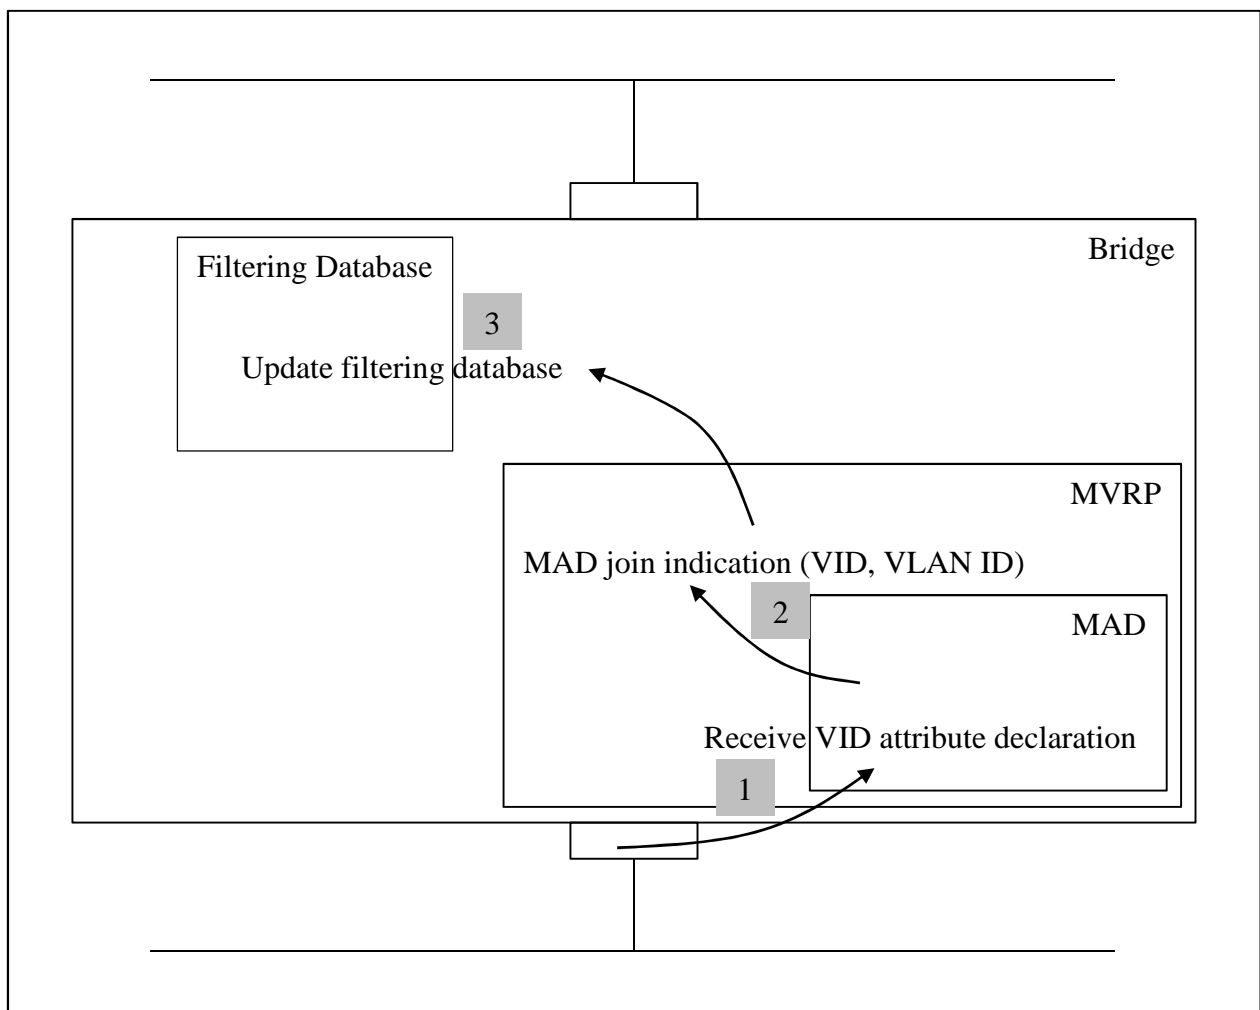 Bridge
Filtering Database
3
Update filtering database
MVRP
MAD join indication (VID, VLAN ID)
2
MAD
Receive VID attribute declaration
1